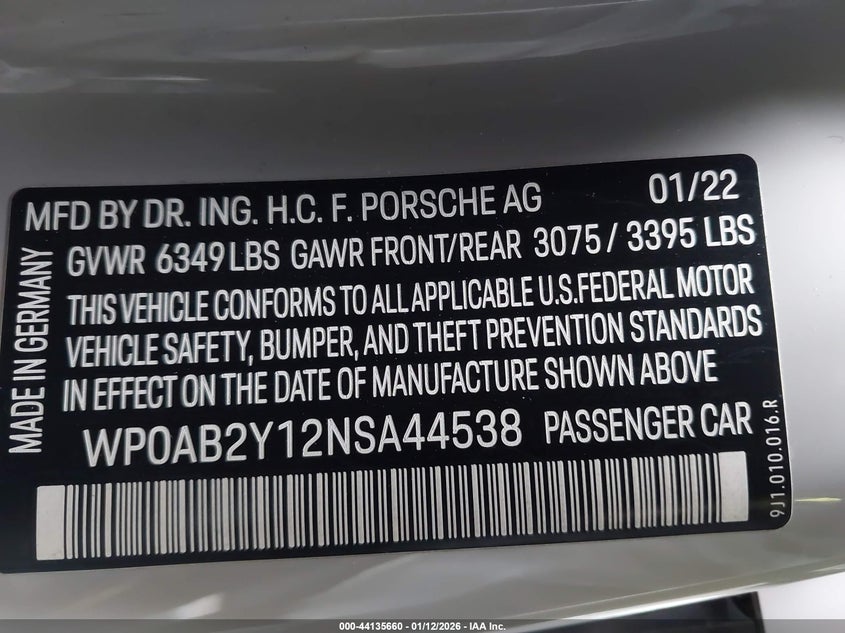 MFD BY DR. ING. H.C. F. PORSCHE AG 01/22
GVWR 6349LBS GAWR FRONT/REAR 3075 / 3395 LBS
THIS VEHICLE CONFORMS TO ALL APPLICABLE U.S.FEDERAL MOTOR
VEHICLE SAFETY, BUMPER, AND THEFT PREVENTION STANDARDS
IN EFFECT ON THE DATE OF MANUFACTURE SHOWN ABOVE
WP0AB2Y12NSA44538 PASSENGER CAR
MADE IN GERMANY
9J1.010.016.R
000-44135660 - 01/12/2026 - IAA Inc.